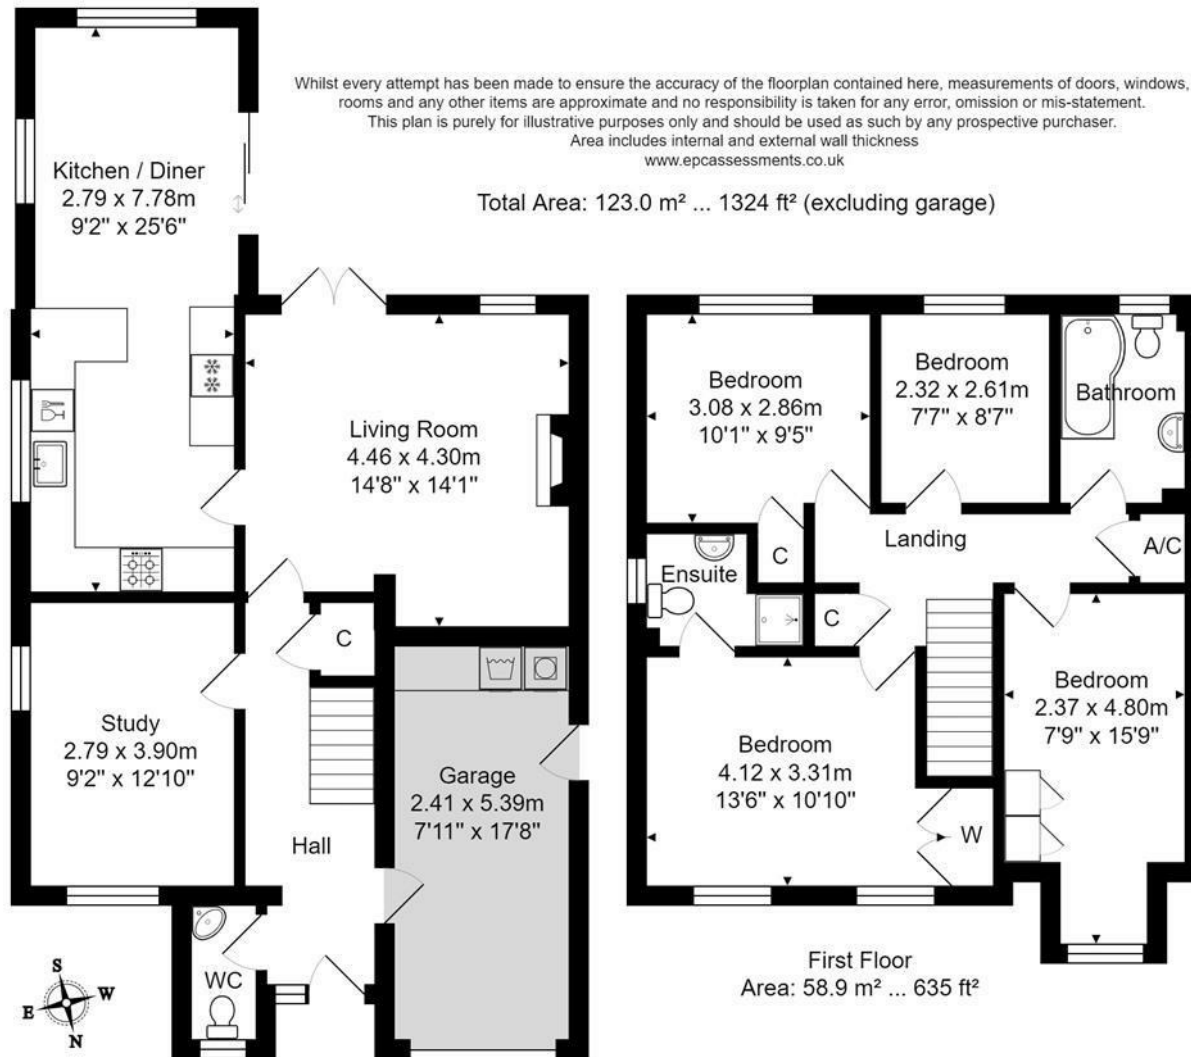 Whilst every attempt has been made to ensure the accuracy of the floorplan contained here, measurements of doors, windows,
rooms and any other items are approximate and no responsibility is taken for any error, omission or mis-statement.
This plan is purely for illustrative purposes only and should be used as such by any prospective purchaser.
Area includes internal and external wall thickness
www.epcassessments.co.uk
Total Area: 123.0 m² ... 1324 ft² (excluding garage)
Kitchen / Diner
2.79 x 7.78m
9'2" x 25'6"
Living Room
4.46 x 4.30m
14'8" x 14'1"
C
Study
2.79 x 3.90m
9'2" x 12'10"
Garage
2.41 x 5.39m
7'11" x 17'8"
Hall
WC
S
W
E
N
Bedroom
3.08 x 2.86m
10'1" x 9'5"
Bedroom
2.32 x 2.61m
7'7" x 8'7"
Bathroom
Landing
A/C
C
Ensuite
C
Bedroom
4.12 x 3.31m
13'6" x 10'10"
W
Bedroom
2.37 x 4.80m
7'9" x 15'9"
First Floor
Area: 58.9 m² ... 635 ft²